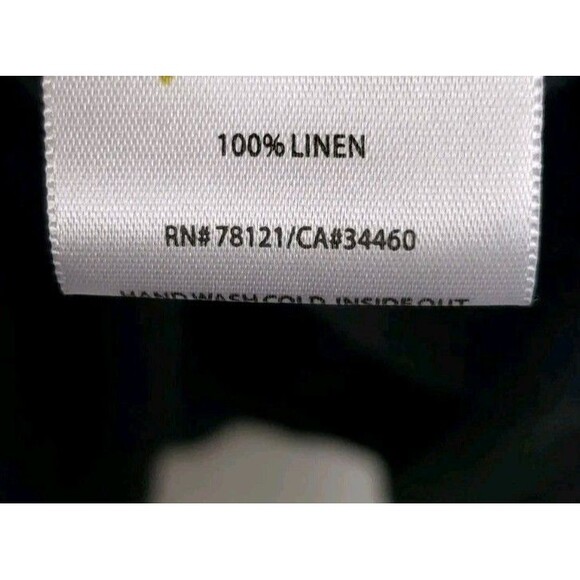 100% LINEN
RN# 78121/CA#34460
HAND WASH COLD, INSIDE OUT